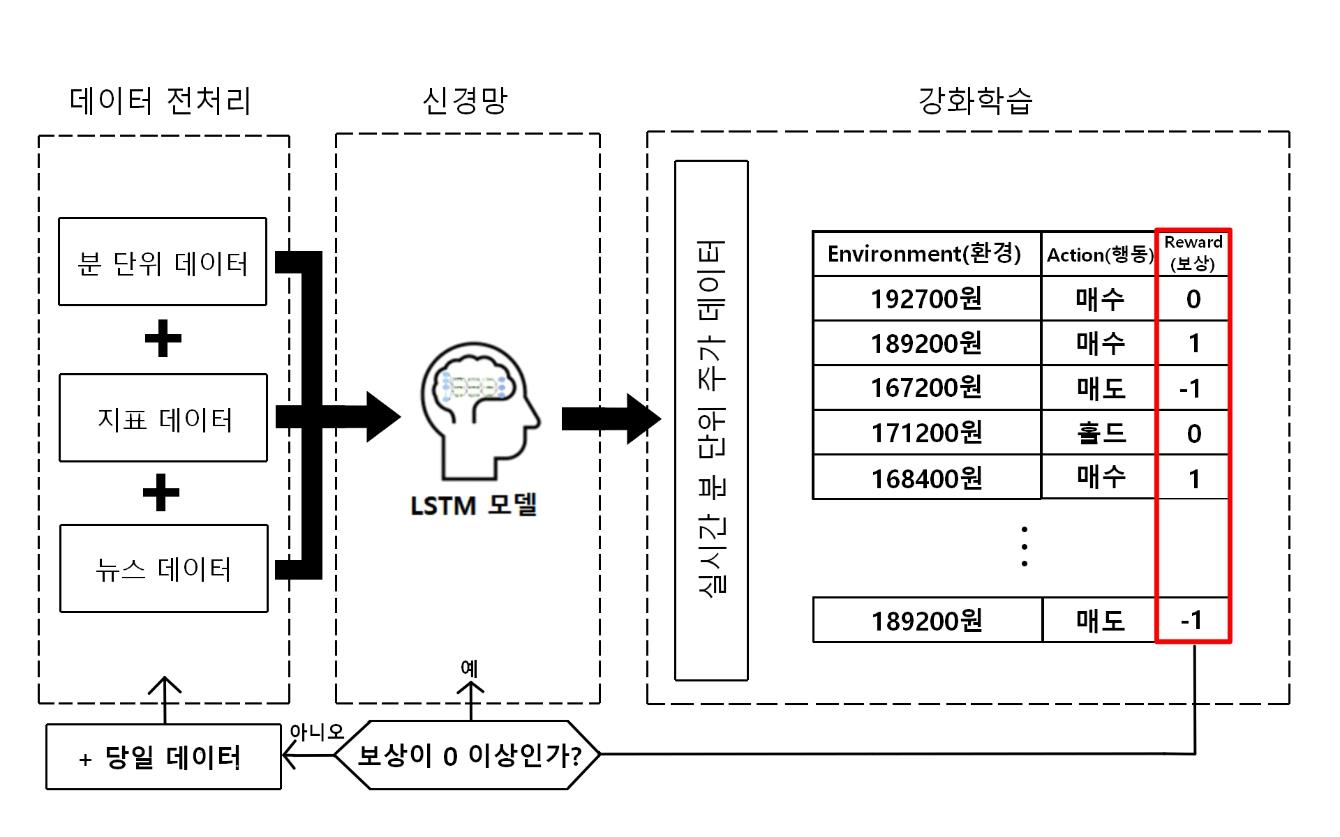 데이터 전처리
신경망
강화학습
분 단위 데이터
+
지표 데이터
+
뉴스 데이터
LSTM 모델
실시간 분 단위 주가 데이터
Environment(환경) Action(행동) Reward
(보상)
192700원 매수 0
189200원 매수 1
167200원 매도 -1
171200원 홀드 0
168400원 매수 1
⋮
189200원 매도 -1
예
아니오
보상이 0 이상인가?
+ 당일 데이터